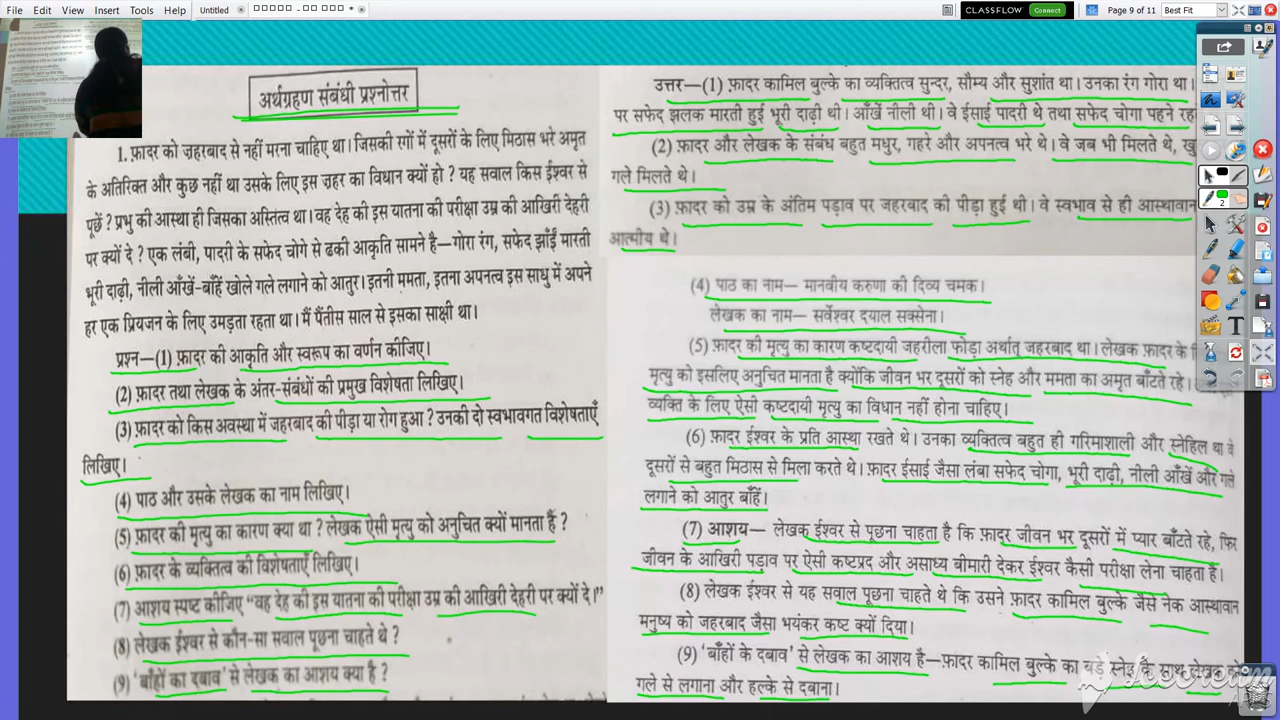 File Edit View Insert Tools Help
Untitled
CLASSFLOW Connect
Page 9 of 11
Best Fit
अर्थग्रहण संबंधी प्रश्नोत्तर
1. फ़ादर को ज़हरबाद से नहीं मरना चाहिए था। जिसकी रगों में दूसरों के लिए मिठास भरे अमृत
के अतिरिक्त और कुछ नहीं था उसके लिए इस ज़हर का विधान क्यों हो? यह सवाल किस ईश्वर से
पूछें? प्रभु की आस्था ही जिसका अस्तित्व था। वह देह की इस यातना की परीक्षा उम्र की आखिरी देहरी
पर क्यों दे? एक लंबी, पादरी के सफेद चोगे से ढकी आकृति सामने है—गोरा रंग, सफेद झाँईं मारती
भूरी दाढ़ी, नीली आँखें-बाँहें खोले गले लगाने को आतुर। इतनी ममता, इतना अपनत्व इस साधु में अपने
हर एक प्रियजन के लिए उमड़ता रहता था। मैं पैंतीस साल से इसका साक्षी था।
प्रश्न—(1) फ़ादर की आकृति और स्वरूप का वर्णन कीजिए।
(2) फ़ादर तथा लेखक के अंतर-संबंधों की प्रमुख विशेषता लिखिए।
(3) फ़ादर को किस अवस्था में जहरबाद की पीड़ा या रोग हुआ? उनकी दो स्वभावगत विशेषताएँ
लिखिए।
(4) पाठ और उसके लेखक का नाम लिखिए।
(5) फ़ादर की मृत्यु का कारण क्या था? लेखक ऐसी मृत्यु को अनुचित क्यों मानता है?
(6) फ़ादर के व्यक्तित्व की विशेषताएँ लिखिए।
(7) आशय स्पष्ट कीजिए "वह देह की इस यातना की परीक्षा उम्र की आखिरी देहरी पर क्यों दे।"
(8) लेखक ईश्वर से कौन-सा सवाल पूछना चाहते थे?
(9) 'बाँहों का दबाव' से लेखक का आशय क्या है?
उत्तर—(1) फ़ादर कामिल बुल्के का व्यक्तित्व सुन्दर, सौम्य और सुशांत था। उनका रंग गोरा था।
पर सफेद झलक मारती हुई भूरी दाढ़ी थी। आँखें नीली थी। वे ईसाई पादरी थे तथा सफेद चोगा पहने
(2) फ़ादर और लेखक के संबंध बहुत मधुर, गहरे और अपनत्व भरे थे। वे जब भी मिलते थे,
गले मिलते थे।
(3) फ़ादर को उम्र के अंतिम पड़ाव पर जहरबाद की पीड़ा हुई थी। वे स्वभाव से ही आस्थावान
आत्मीय थे।
(4) पाठ का नाम— मानवीय करुणा की दिव्य चमक।
लेखक का नाम— सर्वेश्वर दयाल सक्सेना।
(5) फ़ादर की मृत्यु का कारण कष्टदायी जहरीला फोड़ा अर्थात् जहरबाद था। लेखक फ़ादर के
मृत्यु को इसलिए अनुचित मानता है क्योंकि जीवन भर दूसरों को स्नेह और ममता का अमृत बाँटते रहे।
व्यक्ति के लिए ऐसी कष्टदायी मृत्यु का विधान नहीं होना चाहिए।
(6) फ़ादर ईश्वर के प्रति आस्था रखते थे। उनका व्यक्तित्व बहुत ही गरिमाशाली और स्नेहिल था वे
दूसरों से बहुत मिठास से मिला करते थे। फ़ादर ईसाई जैसा लंबा सफेद चोगा, भूरी दाढ़ी, नीली आँखें और गले
लगाने को आतुर बाँहें।
(7) आशय— लेखक ईश्वर से पूछना चाहता है कि फ़ादर जीवन भर दूसरों में प्यार बाँटते रहे, फिर
जीवन के आखिरी पड़ाव पर ऐसी कष्टप्रद और असाध्य बीमारी देकर ईश्वर कैसी परीक्षा लेना चाहता है।
(8) लेखक ईश्वर से यह सवाल पूछना चाहते थे कि उसने फ़ादर कामिल बुल्के जैसे नेक आस्थावान
मनुष्य को जहरबाद जैसा भयंकर कष्ट क्यों दिया।
(9) 'बाँहों के दबाव' से लेखक का आशय है—फ़ादर कामिल बुल्के का बड़े स्नेह के साथ लेखक को
गले से लगाना और हल्के से दबाना।